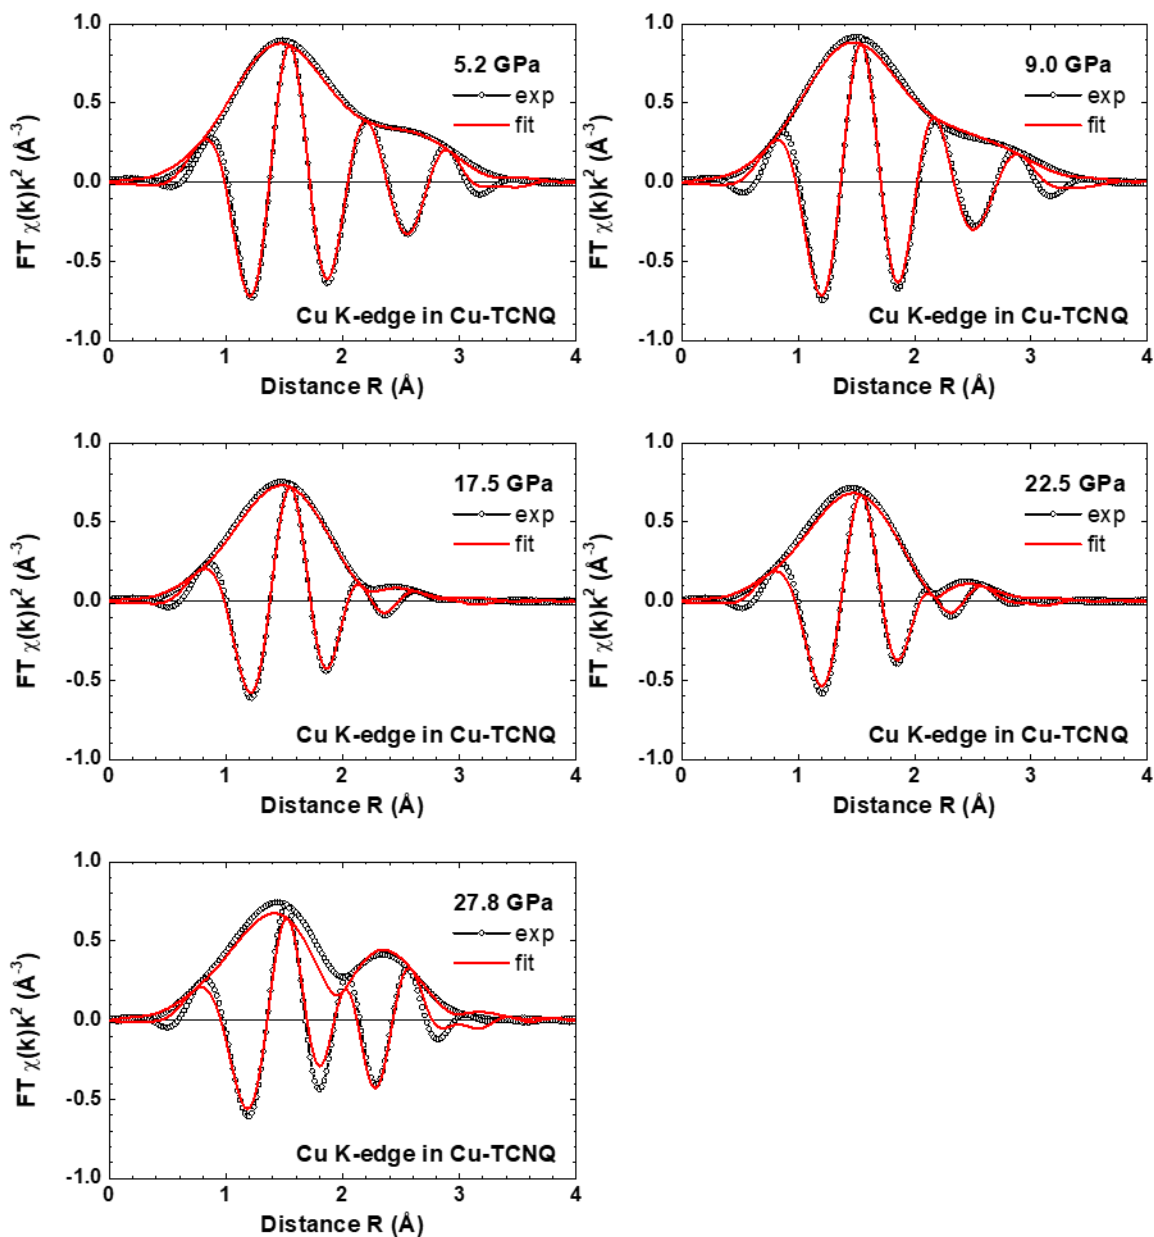 1.0
0.5
0.0
-0.5
-1.0
FT χ(k)k² (Å⁻³)
5.2 GPa
exp
fit
Cu K-edge in Cu-TCNQ
0 1 2 3 4
Distance R (Å)
1.0
0.5
0.0
-0.5
-1.0
FT χ(k)k² (Å⁻³)
9.0 GPa
exp
fit
Cu K-edge in Cu-TCNQ
0 1 2 3 4
Distance R (Å)
1.0
0.5
0.0
-0.5
-1.0
FT χ(k)k² (Å⁻³)
17.5 GPa
exp
fit
Cu K-edge in Cu-TCNQ
0 1 2 3 4
Distance R (Å)
1.0
0.5
0.0
-0.5
-1.0
FT χ(k)k² (Å⁻³)
22.5 GPa
exp
fit
Cu K-edge in Cu-TCNQ
0 1 2 3 4
Distance R (Å)
1.0
0.5
0.0
-0.5
-1.0
FT χ(k)k² (Å⁻³)
27.8 GPa
exp
fit
Cu K-edge in Cu-TCNQ
0 1 2 3 4
Distance R (Å)